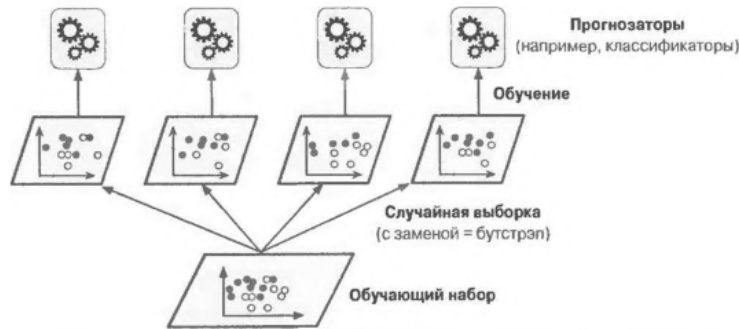 Прогнозаторы
(например, классификаторы)
Обучение
Случайная выборка
(с заменой = бутстрэп)
Обучающий набор